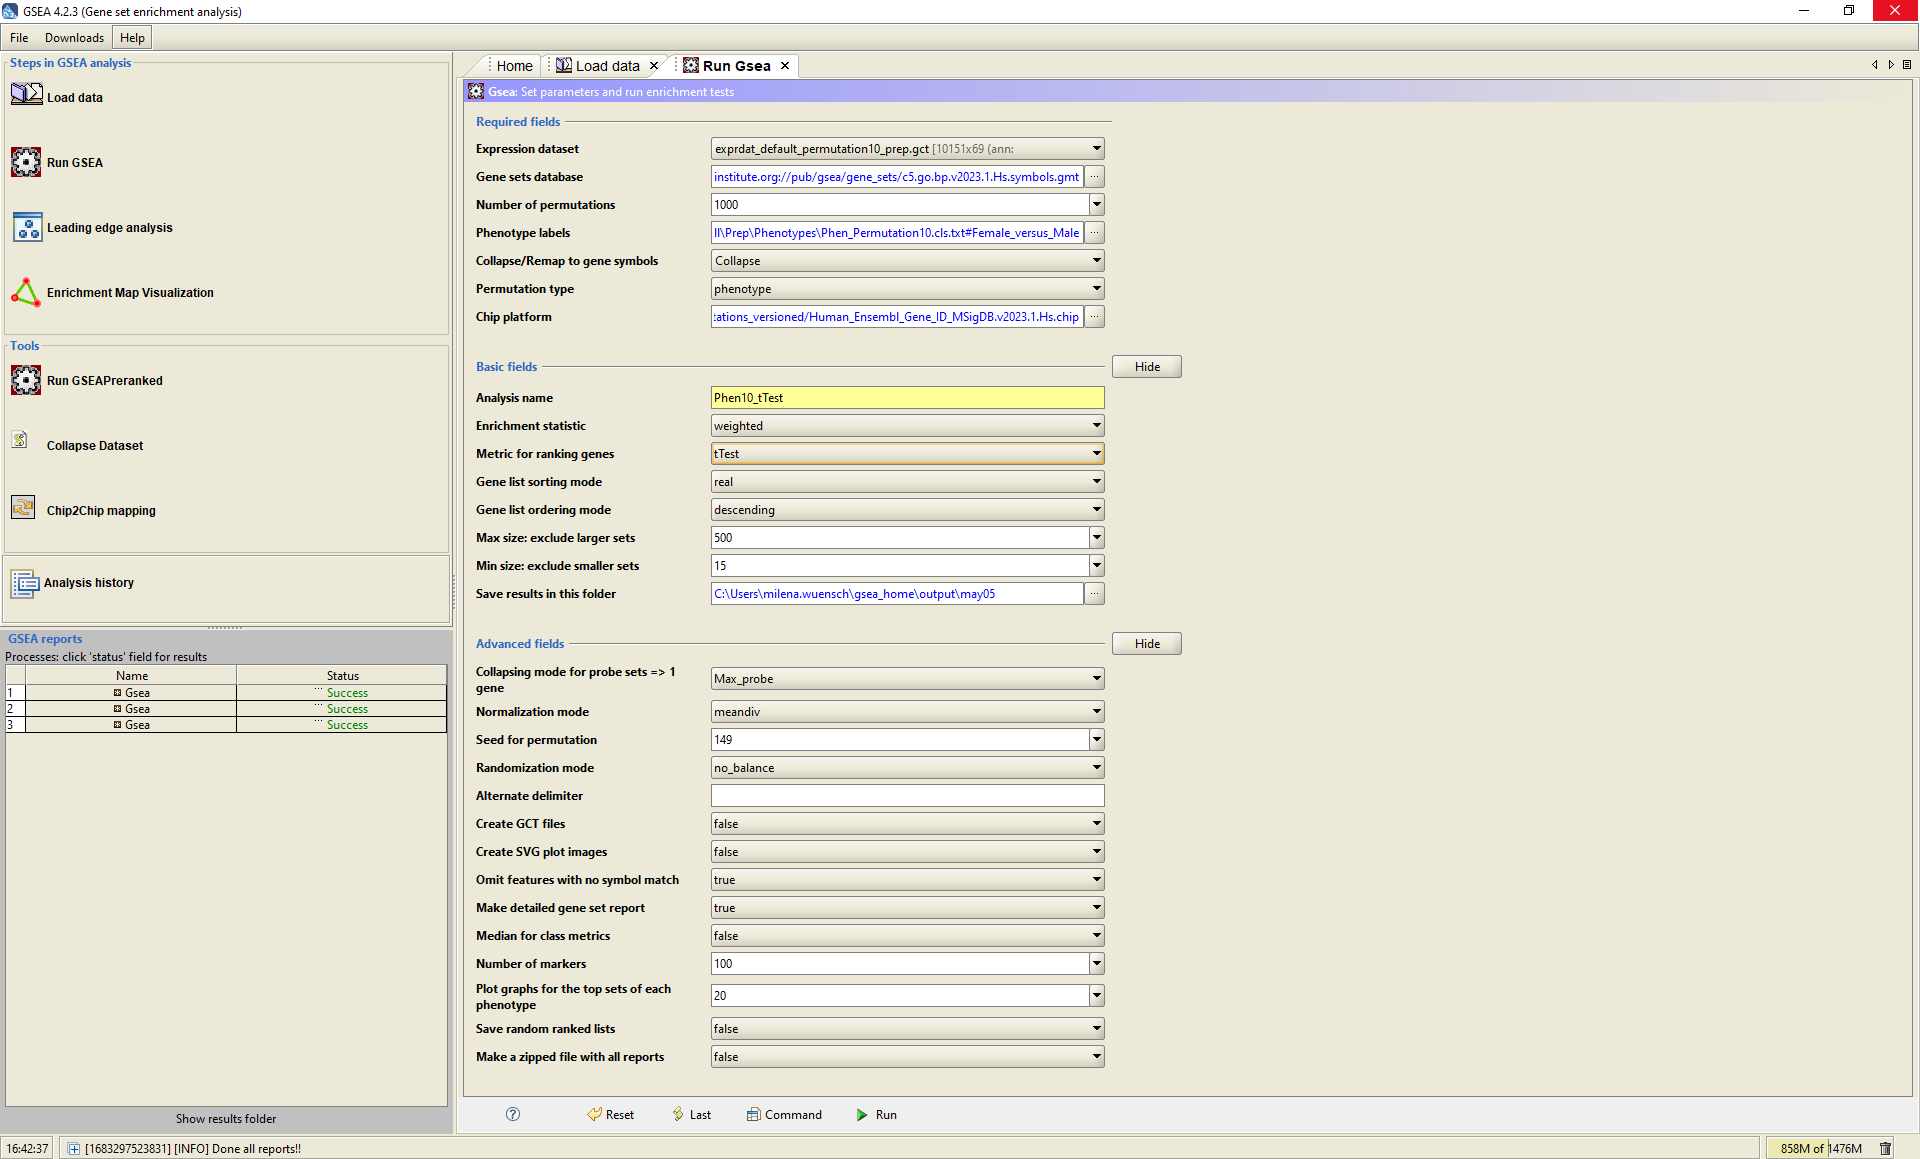 GSEA 4.2.3 (Gene set enrichment analysis)
File Downloads Help
Steps in GSEA analysis
Load data
Run GSEA
Leading edge analysis
Enrichment Map Visualization
Tools
Run GSEAPreranked
Collapse Dataset
Chip2Chip mapping
Analysis history
GSEA reports
Processes: click 'status' field for results
Name Status
1 Gsea ... Success
2 Gsea ... Success
3 Gsea ... Success
Show results folder
Home Load data Run Gsea
Gsea: Set parameters and run enrichment tests
Required fields
Expression dataset exprdat_default_permutation10_prep.gct [10151x69 (ann:
Gene sets database institute.org://pub/gsea/gene_sets/c5.go.bp.v2023.1.Hs.symbols.gmt ...
Number of permutations 1000
Phenotype labels ll\Prep\Phenotypes\Phen_Permutation10.cls.txt#Female_versus_Male ...
Collapse/Remap to gene symbols Collapse
Permutation type phenotype
Chip platform tations_versioned/Human_Ensembl_Gene_ID_MSigDB.v2023.1.Hs.chip ...
Basic fields Hide
Analysis name Phen10_tTest
Enrichment statistic weighted
Metric for ranking genes tTest
Gene list sorting mode real
Gene list ordering mode descending
Max size: exclude larger sets 500
Min size: exclude smaller sets 15
Save results in this folder C:\Users\milena.wuensch\gsea_home\output\may05 ...
Advanced fields Hide
Collapsing mode for probe sets => 1
gene Max_probe
Normalization mode meandiv
Seed for permutation 149
Randomization mode no_balance
Alternate delimiter
Create GCT files false
Create SVG plot images false
Omit features with no symbol match true
Make detailed gene set report true
Median for class metrics false
Number of markers 100
Plot graphs for the top sets of each
phenotype 20
Save random ranked lists false
Make a zipped file with all reports false
? Reset Last Command Run
16:42:37 [1683297523831] [INFO] Done all reports!! 858M of 1476M